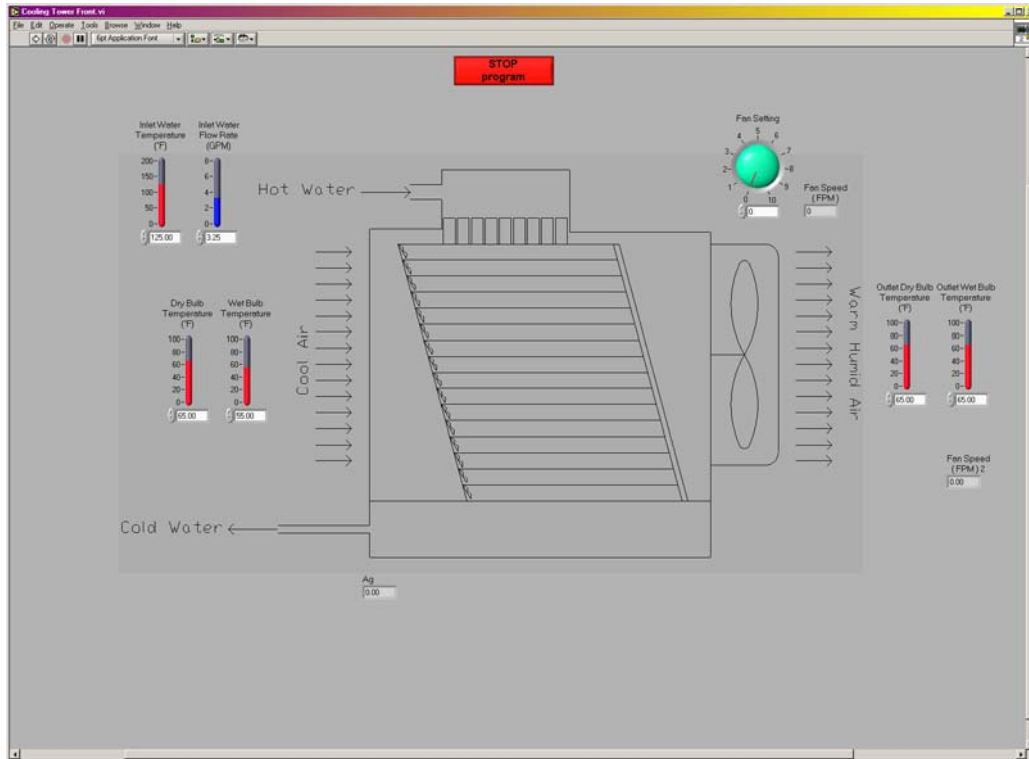 Cooling Tower Front.vi
File Edit Operate Tools Browse Window Help
6pt Application Font
STOP
program
Inlet Water
Temperature
(°F)
200
150
100
50
0
125.00
Inlet Water
Flow Rate
(GPM)
8
6
4
2
0
3.25
Fan Setting
0 1 2 3 4 5 6 7 8 9 10
0
Fan Speed
(FPM)
0
Hot Water
Dry Bulb
Temperature
(°F)
100
80
60
40
20
0
65.00
Wet Bulb
Temperature
(°F)
100
80
60
40
20
0
55.00
Cool Air
Warm Humid Air
Outlet Dry Bulb
Temperature
(°F)
100
80
60
40
20
0
65.00
Outlet Wet Bulb
Temperature
(°F)
100
80
60
40
20
0
65.00
Fan Speed
(FPM) 2
0.00
Cold Water
Ag
0.00